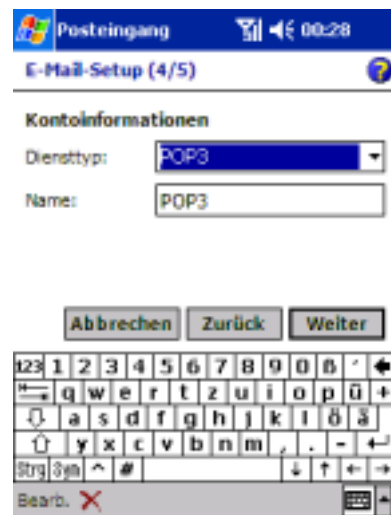 Posteingang 00:28
E-Mail-Setup (4/5)
Kontoinformationen
Diensttyp: POP3
Name: POP3
Abbrechen Zurück Weiter
123 1 2 3 4 5 6 7 8 9 0 ß ´
q w e r t z u i o p ü +
a s d f g h j k l ö ä
y x c v b n m , . -
Strg Sym ^ #
Bearb.